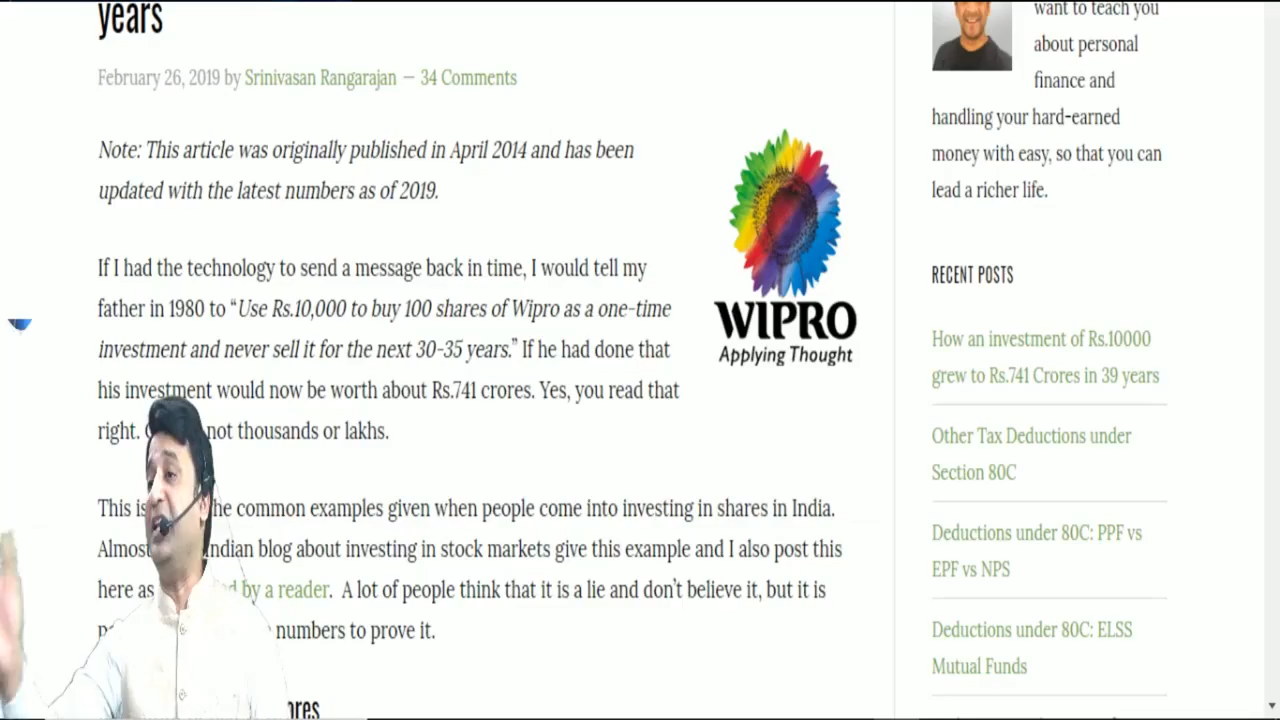 years
February 26, 2019 by Srinivasan Rangarajan — 34 Comments
Note: This article was originally published in April 2014 and has been
updated with the latest numbers as of 2019.
If I had the technology to send a message back in time, I would tell my
father in 1980 to “Use Rs.10,000 to buy 100 shares of Wipro as a one-time
investment and never sell it for the next 30-35 years.” If he had done that
his investment would now be worth about Rs.741 crores. Yes, you read that
right. not thousands or lakhs.
This is he common examples given when people come into investing in shares in India.
Almost ndian blog about investing in stock markets give this example and I also post this
here as d by a reader. A lot of people think that it is a lie and don’t believe it, but it is
numbers to prove it.
ores
WIPRO
Applying Thought
want to teach you
about personal
finance and
handling your hard-earned
money with easy, so that you can
lead a richer life.
RECENT POSTS
How an investment of Rs.10000
grew to Rs.741 Crores in 39 years
Other Tax Deductions under
Section 80C
Deductions under 80C: PPF vs
EPF vs NPS
Deductions under 80C: ELSS
Mutual Funds